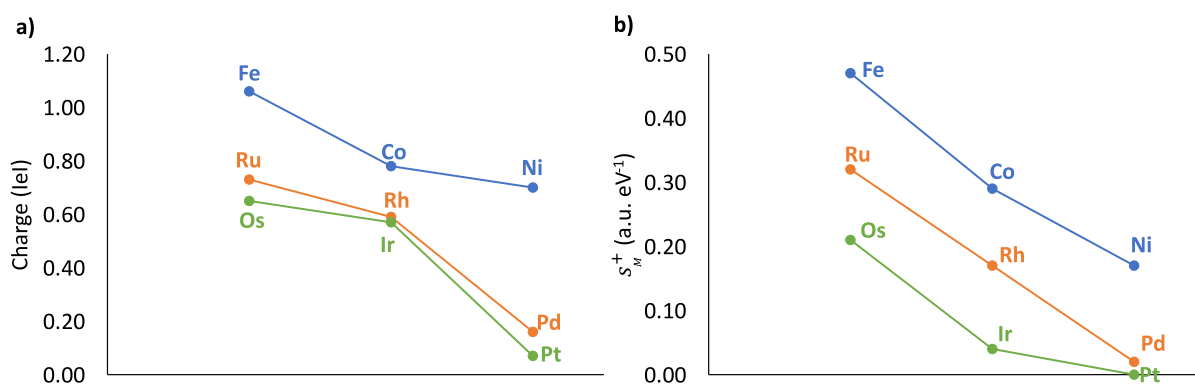 a)
1.20
1.00
0.80
0.60
0.40
0.20
0.00
Charge (IeI)
Fe
Co
Ni
Ru
Rh
Pd
Os
Ir
Pt
b)
0.50
0.40
0.30
0.20
0.10
0.00
s_M^+ (a.u. eV^-1)
Fe
Co
Ni
Ru
Rh
Pd
Os
Ir
Pt